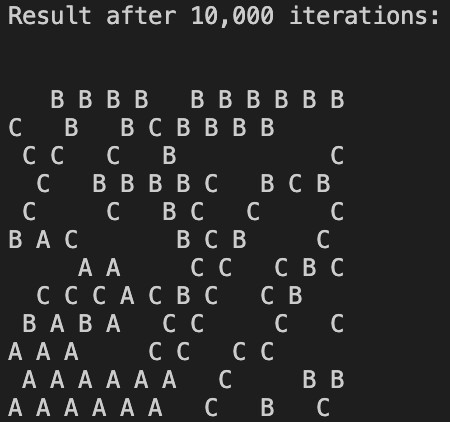 Result after 10,000 iterations:
   B B B B   B B B B B B
C   B   B C B B B B
 C C   C   B           C
  C   B B B B C   B C B
 C     C   B C   C     C
B A C       B C B     C
     A A     C C   C B C
  C C C A C B C   C B
 B A B A   C C     C   C
A A A     C C   C C
 A A A A A A   C     B B
A A A A A A   C   B   C